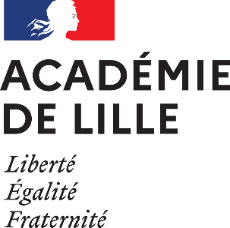 ACADÉMIE
DE LILLE
Liberté
Égalité
Fraternité